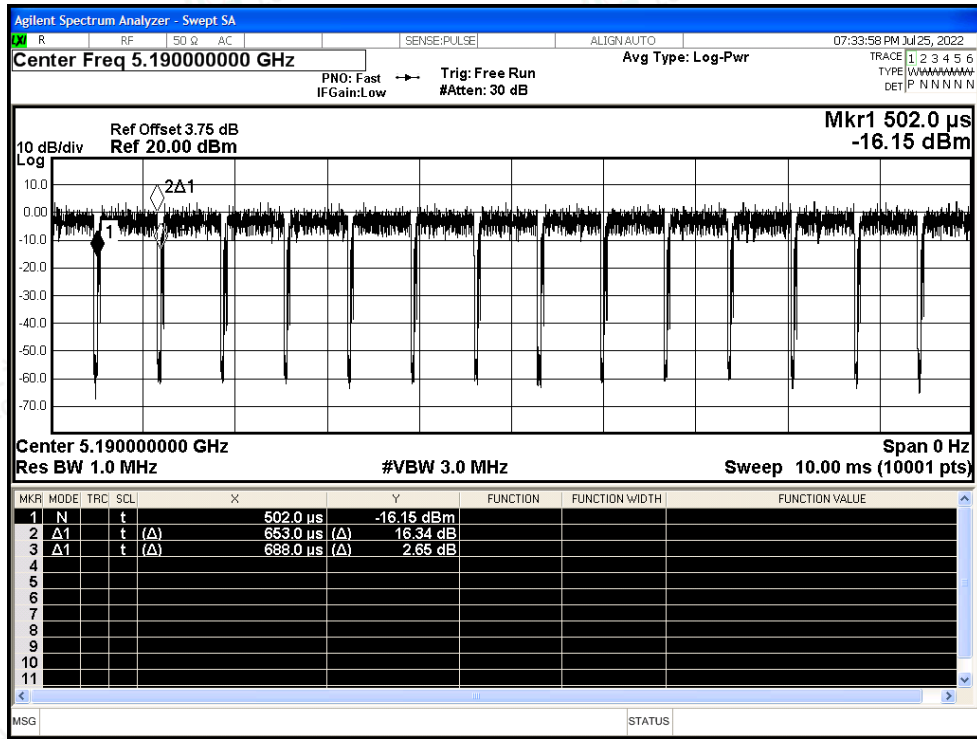 Agilent Spectrum Analyzer - Swept SA
LXI R RF 50 Ω AC SENSE:PULSE ALIGN AUTO 07:33:58 PM Jul 25, 2022
Center Freq 5.190000000 GHz Avg Type: Log-Pwr TRACE 1 2 3 4 5 6
PNO: Fast Trig: Free Run TYPE WWWWWW
IFGain:Low #Atten: 30 dB DET P N N N N N
Mkr1 502.0 µs
Ref Offset 3.75 dB
10 dB/div Ref 20.00 dBm -16.15 dBm
Log
10.0
2Δ1
0.00
1
-10.0
-20.0
-30.0
-40.0
-50.0
-60.0
-70.0
Center 5.190000000 GHz Span 0 Hz
Res BW 1.0 MHz #VBW 3.0 MHz Sweep 10.00 ms (10001 pts)
MKR MODE TRC SCL X Y FUNCTION FUNCTION WIDTH FUNCTION VALUE
1 N t 502.0 µs -16.15 dBm
2 Δ1 t (Δ) 653.0 µs (Δ) 16.34 dB
3 Δ1 t (Δ) 688.0 µs (Δ) 2.65 dB
4
5
6
7
8
9
10
11
MSG STATUS